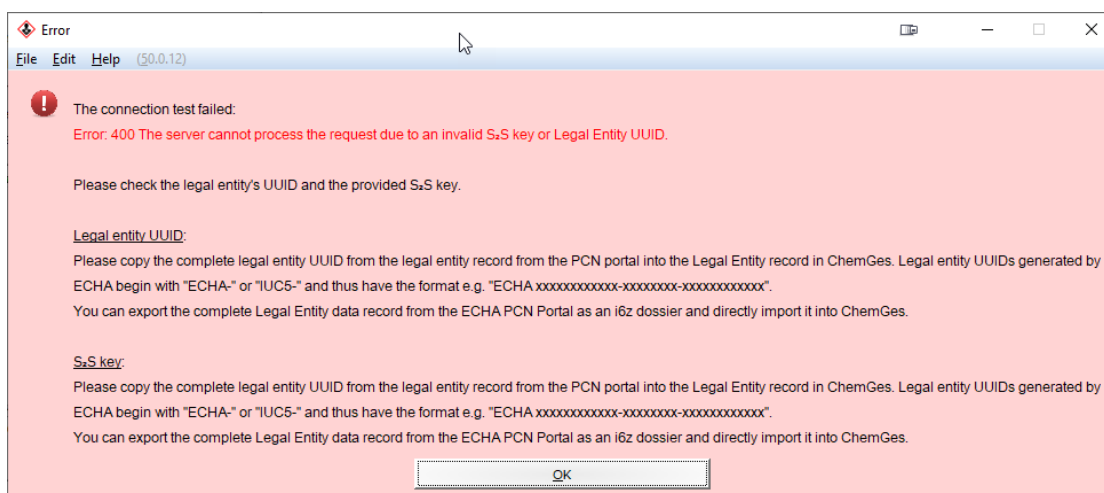 Error
File Edit Help (50.0.12)
The connection test failed:
Error: 400 The server cannot process the request due to an invalid S₂S key or Legal Entity UUID.
Please check the legal entity's UUID and the provided S₂S key.
Legal entity UUID:
Please copy the complete legal entity UUID from the legal entity record from the PCN portal into the Legal Entity record in ChemGes. Legal entity UUIDs generated by
ECHA begin with "ECHA-" or "IUC5-" and thus have the format e.g. "ECHA xxxxxxxxxxxx-xxxxxxxx-xxxxxxxxxxxx".
You can export the complete Legal Entity data record from the ECHA PCN Portal as an i6z dossier and directly import it into ChemGes.
S₂S key:
Please copy the complete legal entity UUID from the legal entity record from the PCN portal into the Legal Entity record in ChemGes. Legal entity UUIDs generated by
ECHA begin with "ECHA-" or "IUC5-" and thus have the format e.g. "ECHA xxxxxxxxxxxx-xxxxxxxx-xxxxxxxxxxxx".
You can export the complete Legal Entity data record from the ECHA PCN Portal as an i6z dossier and directly import it into ChemGes.
OK